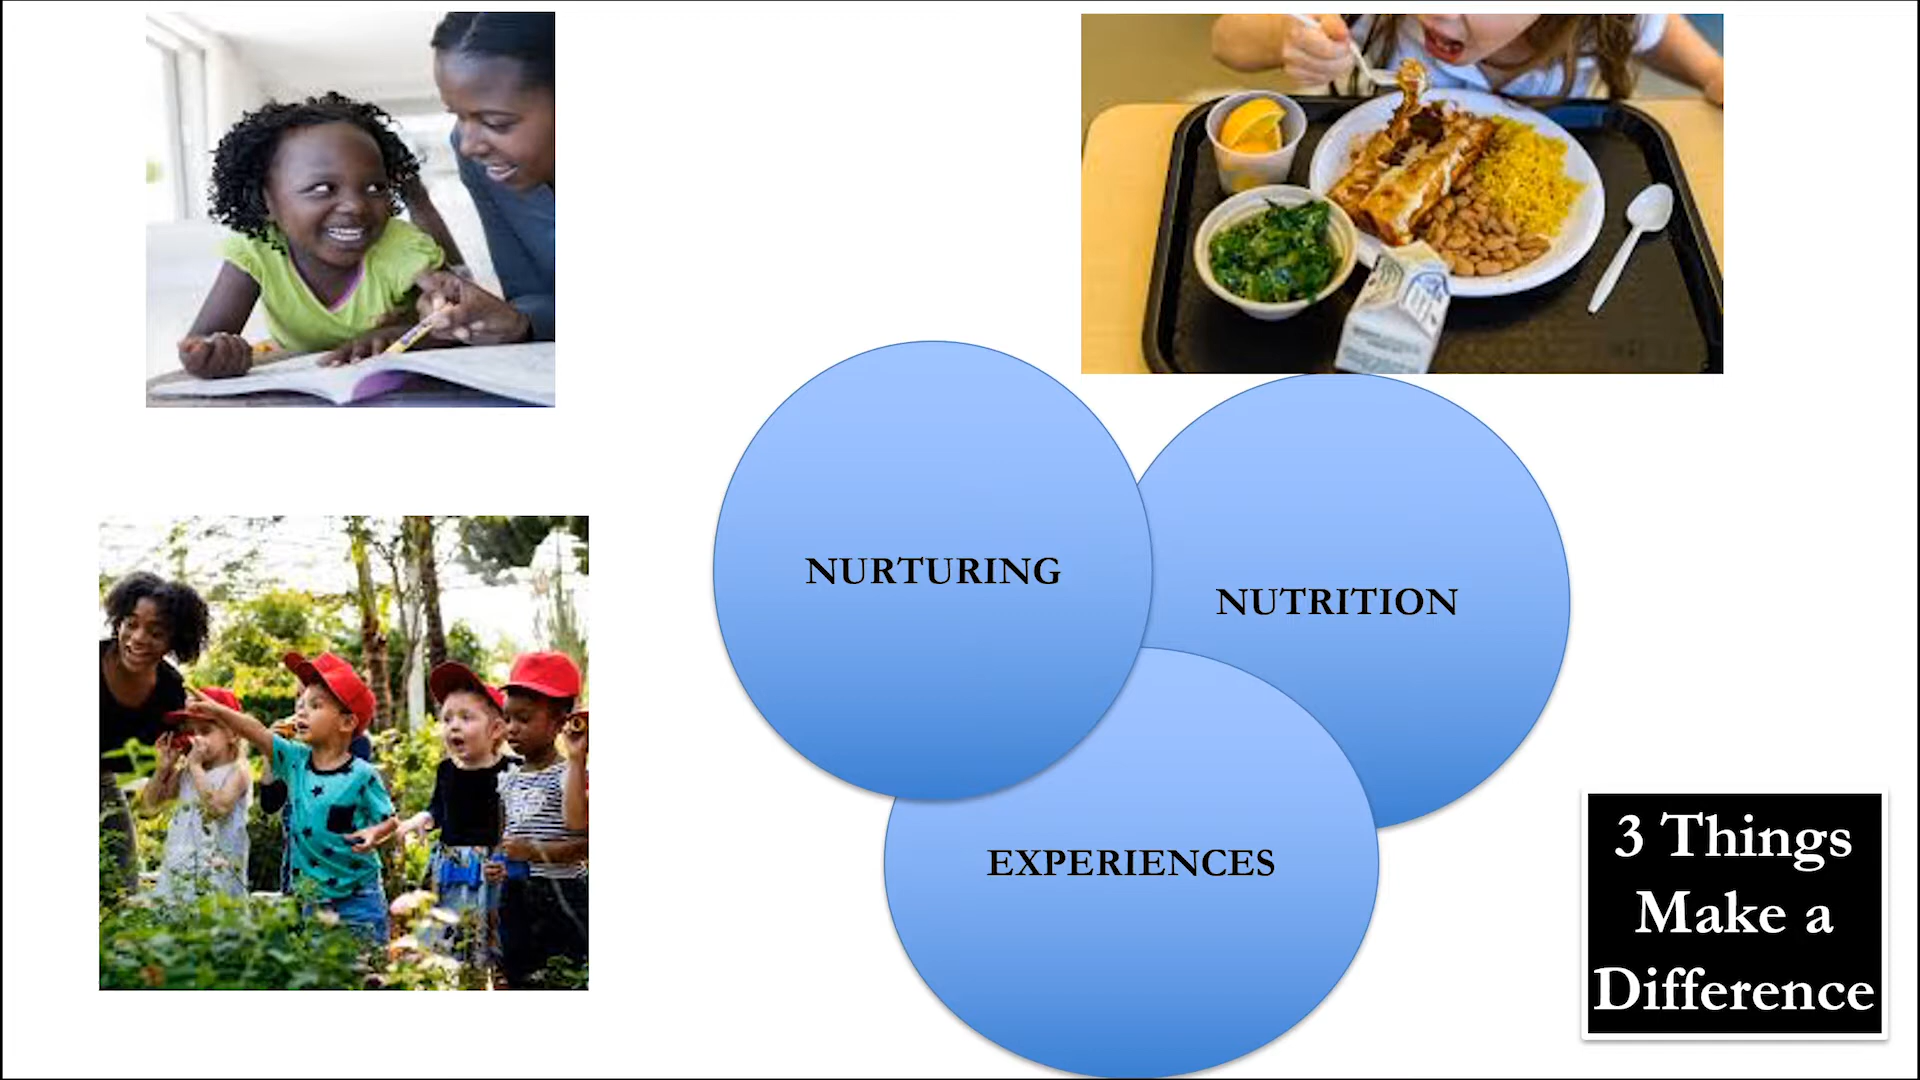 NURTURING
NUTRITION
EXPERIENCES
3 Things
Make a
Difference